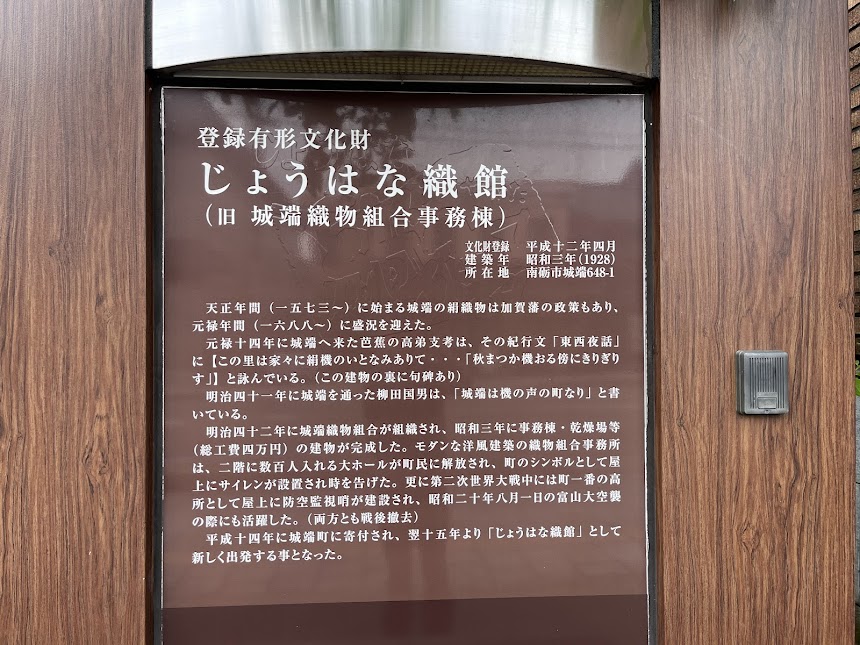 登録有形文化財
じょうはな織館
（旧 城端織物組合事務棟）
文化財登録 平成十二年四月
建築年 昭和三年（1928）
所在地 南砺市城端648-1
天正年間（一五七三〜）に始まる城端の絹織物は加賀藩の政策もあり、
元禄年間（一六八八〜）に盛況を迎えた。
元禄十四年に城端へ来た芭蕉の高弟支考は、その紀行文「東西夜話」
に【この里は家々に絹機のいとなみありて・・・「秋まつか機おる傍にきりぎり
す」】と詠んでいる。（この建物の裏に句碑あり）
明治四十一年に城端を通った柳田国男は、「城端は機の声の町なり」と書
いている。
明治四十二年に城端織物組合が組織され、昭和三年に事務棟・乾燥場等
（総工費四万円）の建物が完成した。モダンな洋風建築の織物組合事務所
は、二階に数百人入れる大ホールが町民に解放され、町のシンボルとして屋
上にサイレンが設置され時を告げた。更に第二次世界大戦中には町一番の高
所として屋上に防空監視哨が建設され、昭和二十年八月一日の富山大空襲
の際にも活躍した。（両方とも戦後撤去）
平成十四年に城端町に寄付され、翌十五年より「じょうはな織館」として
新しく出発する事となった。